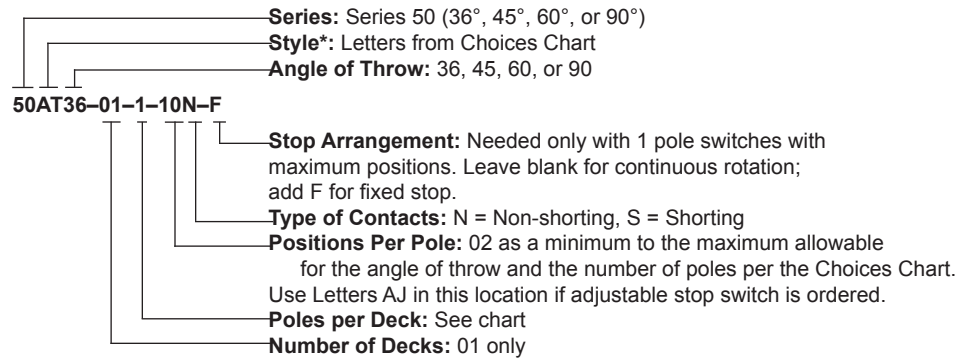 Series: Series 50 (36°, 45°, 60°, or 90°)
Style*: Letters from Choices Chart
Angle of Throw: 36, 45, 60, or 90
50AT36–01–1–10N–F
Stop Arrangement: Needed only with 1 pole switches with
maximum positions. Leave blank for continuous rotation;
add F for fixed stop.
Type of Contacts: N = Non-shorting, S = Shorting
Positions Per Pole: 02 as a minimum to the maximum allowable
for the angle of throw and the number of poles per the Choices Chart.
Use Letters AJ in this location if adjustable stop switch is ordered.
Poles per Deck: See chart
Number of Decks: 01 only